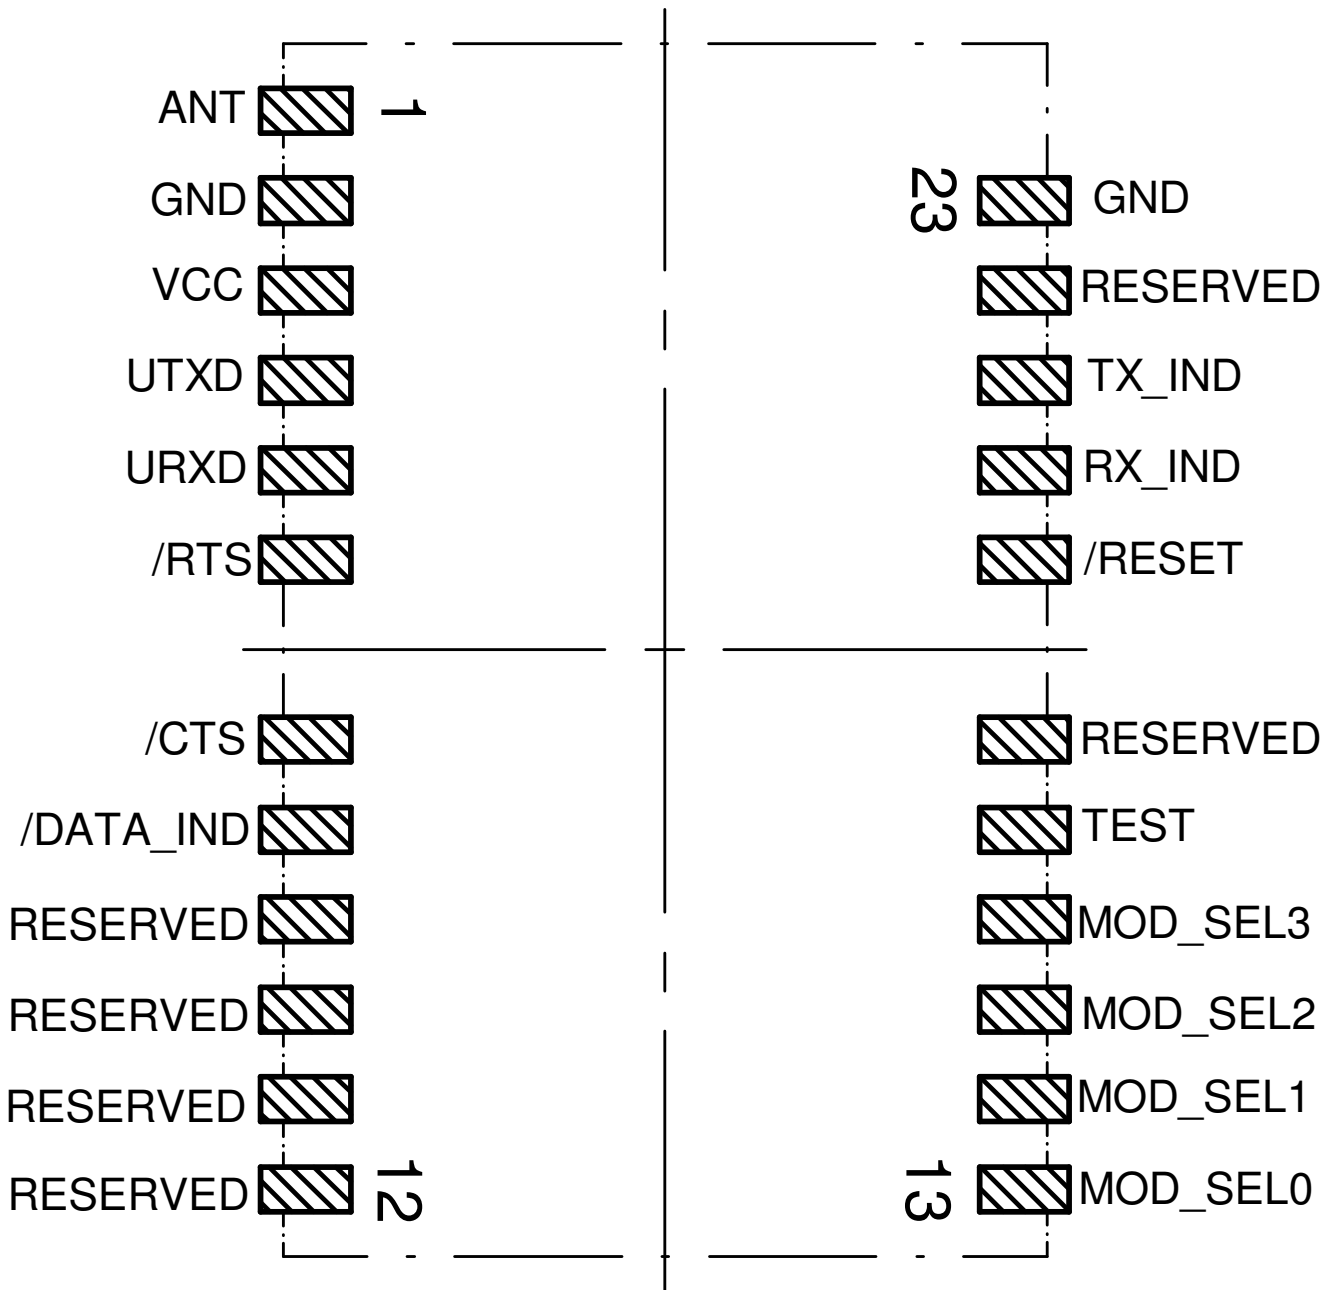 ANT 1
GND 23 GND
VCC RESERVED
UTXD TX_IND
URXD RX_IND
/RTS /RESET
/CTS RESERVED
/DATA_IND TEST
RESERVED MOD_SEL3
RESERVED MOD_SEL2
RESERVED MOD_SEL1
RESERVED 12 13 MOD_SEL0